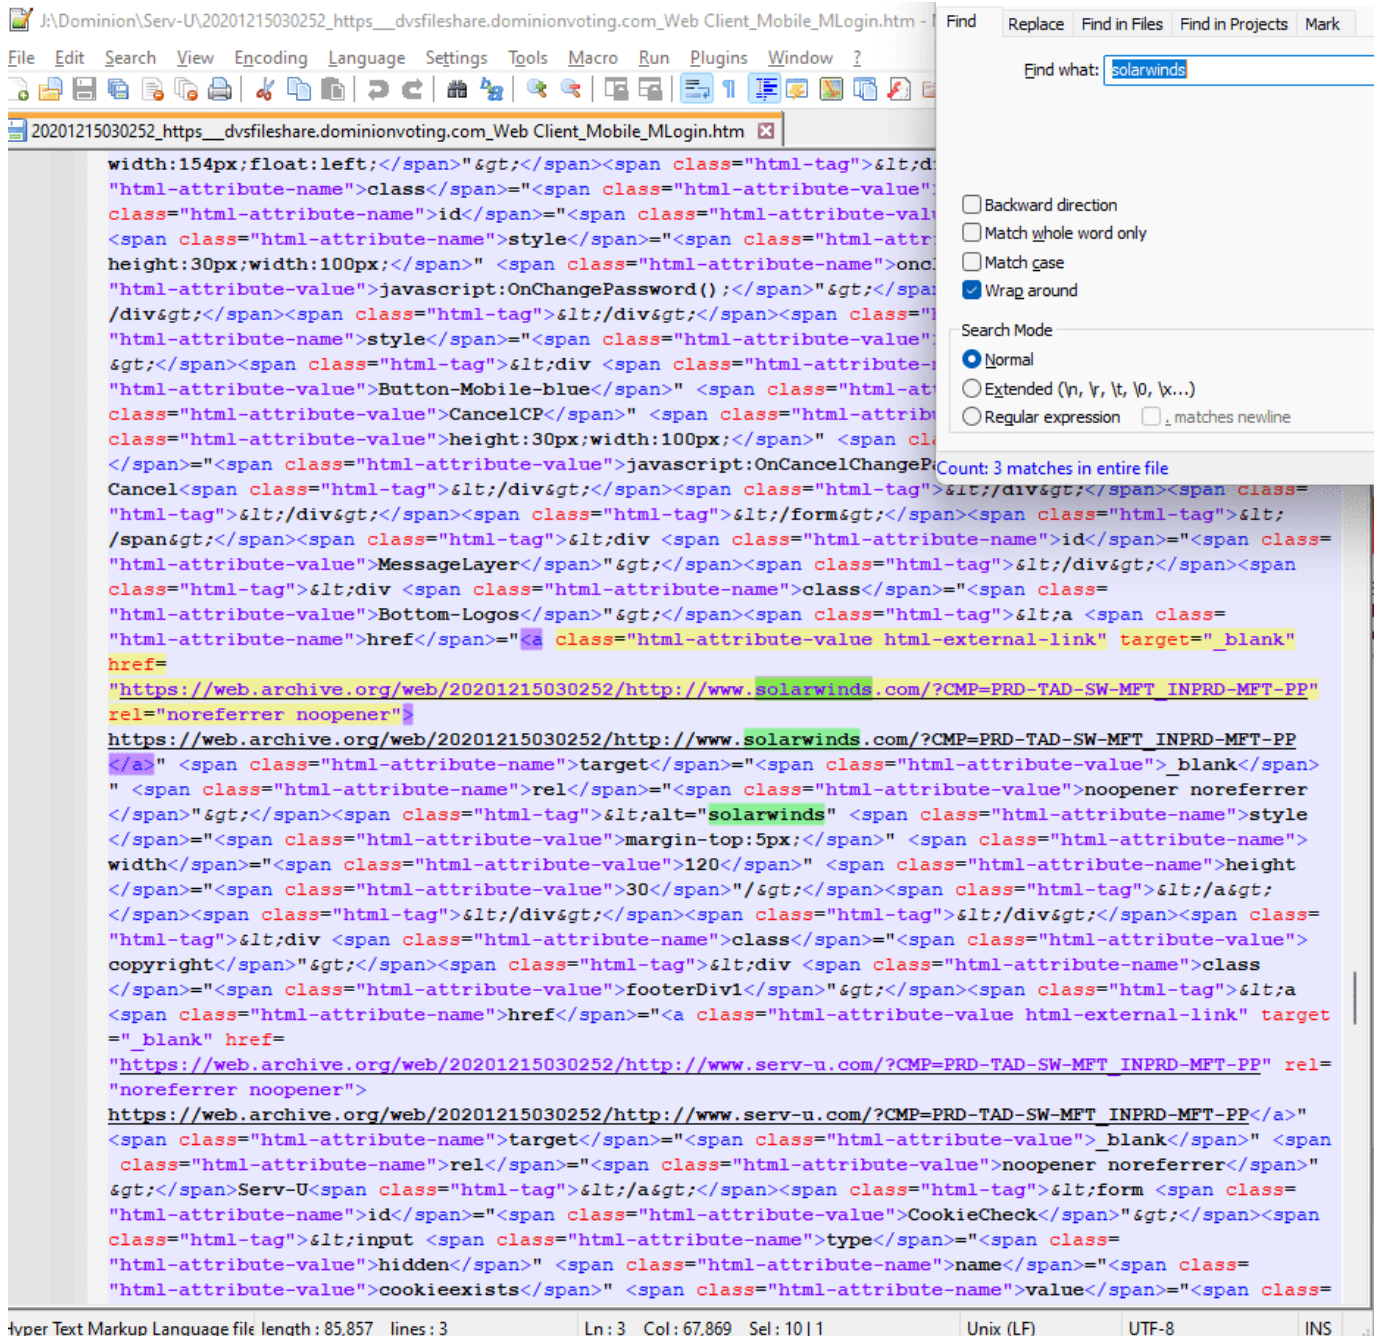 J:\Dominion\Serv-U\20201215030252_https__dvsfileshare.dominionvoting.com_Web Client_Mobile_MLogin.htm -
File Edit Search View Encoding Language Settings Tools Macro Run Plugins Window ?
20201215030252_https__dvsfileshare.dominionvoting.com_Web Client_Mobile_MLogin.htm
Find Replace Find in Files Find in Projects Mark
Find what: solarwinds
Backward direction
Match whole word only
Match case
Wrap around
Search Mode
Normal
Extended (\n, \r, \t, \0, \x...)
Regular expression . matches newline
Count: 3 matches in entire file
width:154px;float:left;</span>"&gt;</span><span class="html-tag">&lt;d
"html-attribute-name">class</span>="<span class="html-attribute-value"
class="html-attribute-name">id</span>="<span class="html-attribute-val
<span class="html-attribute-name">style</span>="<span class="html-attr
height:30px;width:100px;</span>" <span class="html-attribute-name">onc
"html-attribute-value">javascript:OnChangePassword();</span>"&gt;</spa
/div&gt;</span><span class="html-tag">&lt;/div&gt;</span><span
"html-attribute-name">style</span>="<span class="html-attribute-value"
&gt;</span><span class="html-tag">&lt;div <span class="html-attribute-
"html-attribute-value">Button-Mobile-blue</span>" <span class="html-at
class="html-attribute-value">CancelCP</span>" <span class="html-attrib
class="html-attribute-value">height:30px;width:100px;</span>" <span cl
</span>="<span class="html-attribute-value">javascript:OnCancelChangeP
Cancel<span class="html-tag">&lt;/div&gt;</span><span class="html-tag">&lt;/div&gt;</span><span class=
"html-tag">&lt;/div&gt;</span><span class="html-tag">&lt;/form&gt;</span><span class="html-tag">&lt;
/span&gt;</span><span class="html-tag">&lt;div <span class="html-attribute-name">id</span>="<span class=
"html-attribute-value">MessageLayer</span>"&gt;</span><span class="html-tag">&lt;/div&gt;</span><span
class="html-tag">&lt;div <span class="html-attribute-name">class</span>="<span class=
"html-attribute-value">Bottom-Logos</span>"&gt;</span><span class="html-tag">&lt;a <span class=
"html-attribute-name">href</span>="<a class="html-attribute-value html-external-link" target="_blank"
href=
"https://web.archive.org/web/20201215030252/http://www.solarwinds.com/?CMP=PRD-TAD-SW-MFT_INPRD-MFT-PP"
rel="noreferrer noopener">
https://web.archive.org/web/20201215030252/http://www.solarwinds.com/?CMP=PRD-TAD-SW-MFT_INPRD-MFT-PP
</a>" <span class="html-attribute-name">target</span>="<span class="html-attribute-value">_blank</span>
" <span class="html-attribute-name">rel</span>="<span class="html-attribute-value">noopener noreferrer
</span>"&gt;</span><span class="html-tag">&lt;alt="solarwinds" <span class="html-attribute-name">style
</span>="<span class="html-attribute-value">margin-top:5px;</span>" <span class="html-attribute-name">
width</span>="<span class="html-attribute-value">120</span>" <span class="html-attribute-name">height
</span>="<span class="html-attribute-value">30</span>"/&gt;</span><span class="html-tag">&lt;/a&gt;
</span><span class="html-tag">&lt;/div&gt;</span><span class="html-tag">&lt;/div&gt;</span><span class=
"html-tag">&lt;div <span class="html-attribute-name">class</span>="<span class="html-attribute-value">
copyright</span>"&gt;</span><span class="html-tag">&lt;div <span class="html-attribute-name">class
</span>="<span class="html-attribute-value">footerDiv1</span>"&gt;</span><span class="html-tag">&lt;a
<span class="html-attribute-name">href</span>="<a class="html-attribute-value html-external-link" target
="_blank" href=
"https://web.archive.org/web/20201215030252/http://www.serv-u.com/?CMP=PRD-TAD-SW-MFT_INPRD-MFT-PP" rel=
"noreferrer noopener">
https://web.archive.org/web/20201215030252/http://www.serv-u.com/?CMP=PRD-TAD-SW-MFT_INPRD-MFT-PP</a>"
<span class="html-attribute-name">target</span>="<span class="html-attribute-value">_blank</span>" <span
class="html-attribute-name">rel</span>="<span class="html-attribute-value">noopener noreferrer</span>"
&gt;</span>Serv-U<span class="html-tag">&lt;/a&gt;</span><span class="html-tag">&lt;form <span class=
"html-attribute-name">id</span>="<span class="html-attribute-value">CookieCheck</span>"&gt;</span><span
class="html-tag">&lt;input <span class="html-attribute-name">type</span>="<span class=
"html-attribute-value">hidden</span>" <span class="html-attribute-name">name</span>="<span class=
"html-attribute-value">cookieexists</span>" <span class="html-attribute-name">value</span>="<span class=
Hyper Text Markup Language file length : 85,857 lines : 3 Ln : 3 Col : 67,869 Sel : 10 | 1 Unix (LF) UTF-8 INS